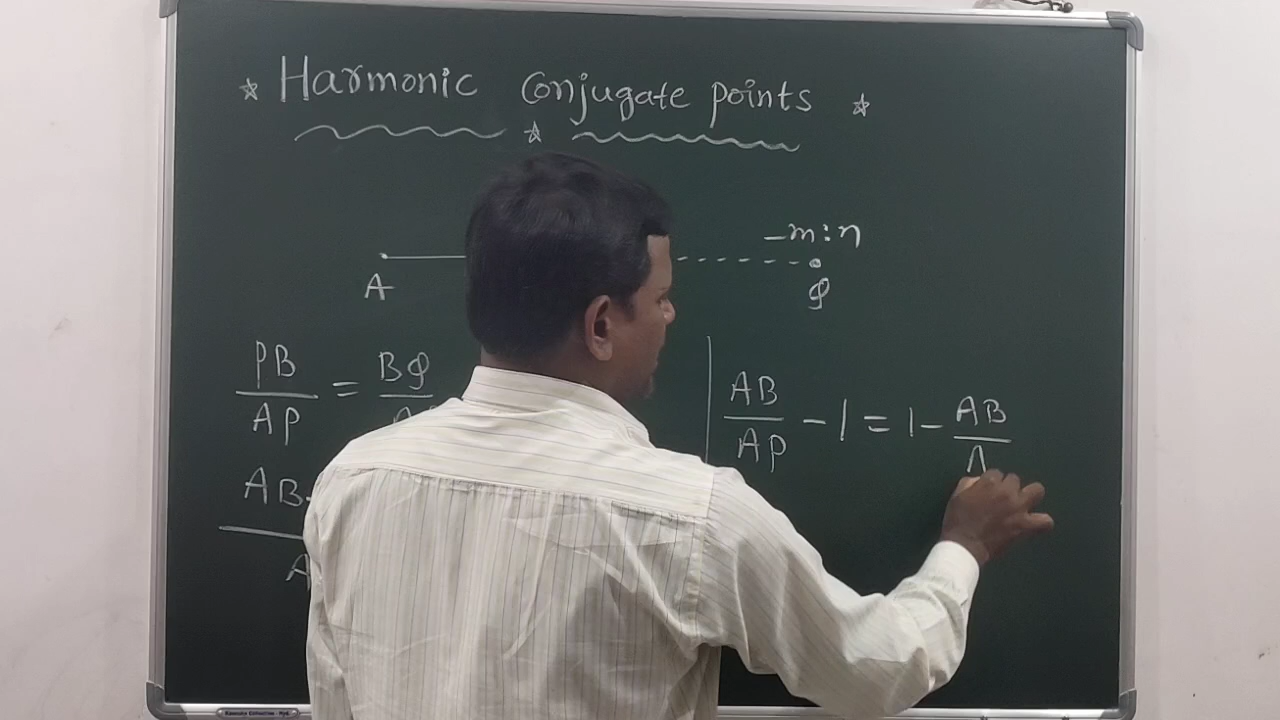 ☆ Harmonic Conjugate points ☆
☆
-m:n
A
Q
PB/AP = BQ/
AB
A
AB/AP - 1 = 1 - AB/A